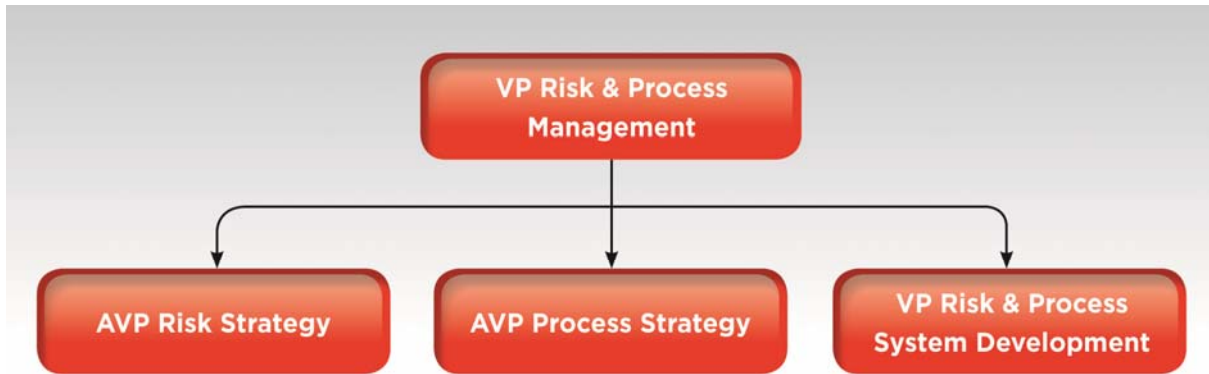 VP Risk & Process
Management
AVP Risk Strategy
AVP Process Strategy
VP Risk & Process
System Development